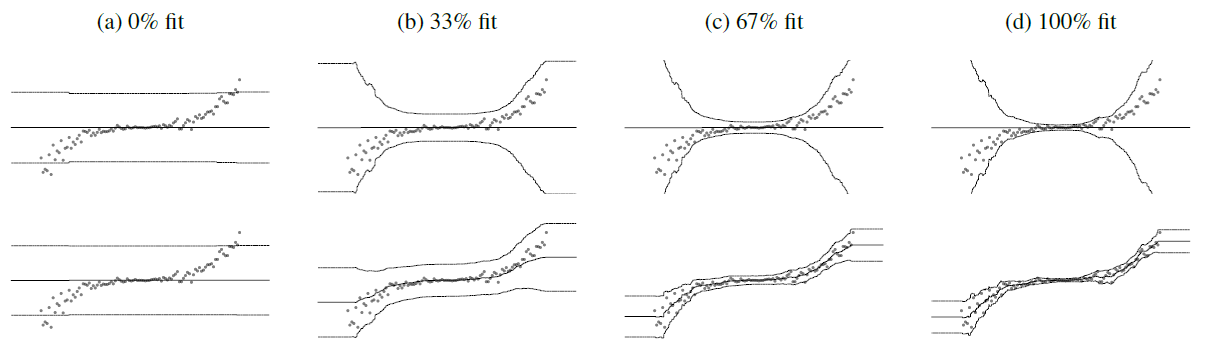 (a) 0% fit
(b) 33% fit
(c) 67% fit
(d) 100% fit